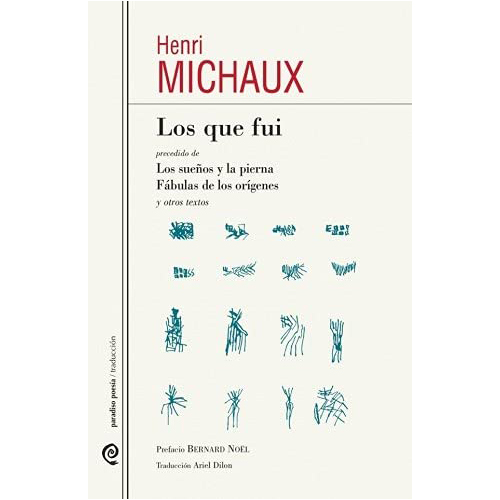 Henri
MICHAUX
Los que fui
precedido de
Los sueños y la pierna
Fábulas de los orígenes
y otros textos
Prefacio BERNARD NOËL
Traducción Ariel Dilon
paradiso poesía / traducción